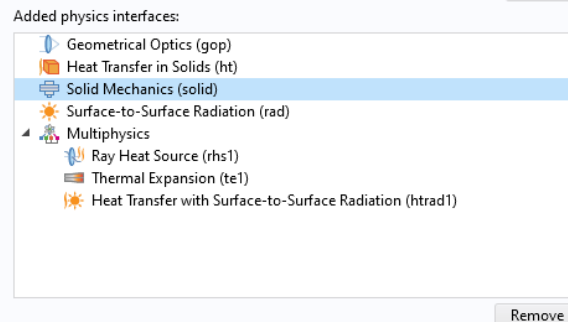 Added physics interfaces:
Geometrical Optics (gop)
Heat Transfer in Solids (ht)
Solid Mechanics (solid)
Surface-to-Surface Radiation (rad)
Multiphysics
Ray Heat Source (rhs1)
Thermal Expansion (te1)
Heat Transfer with Surface-to-Surface Radiation (htrad1)
Remove